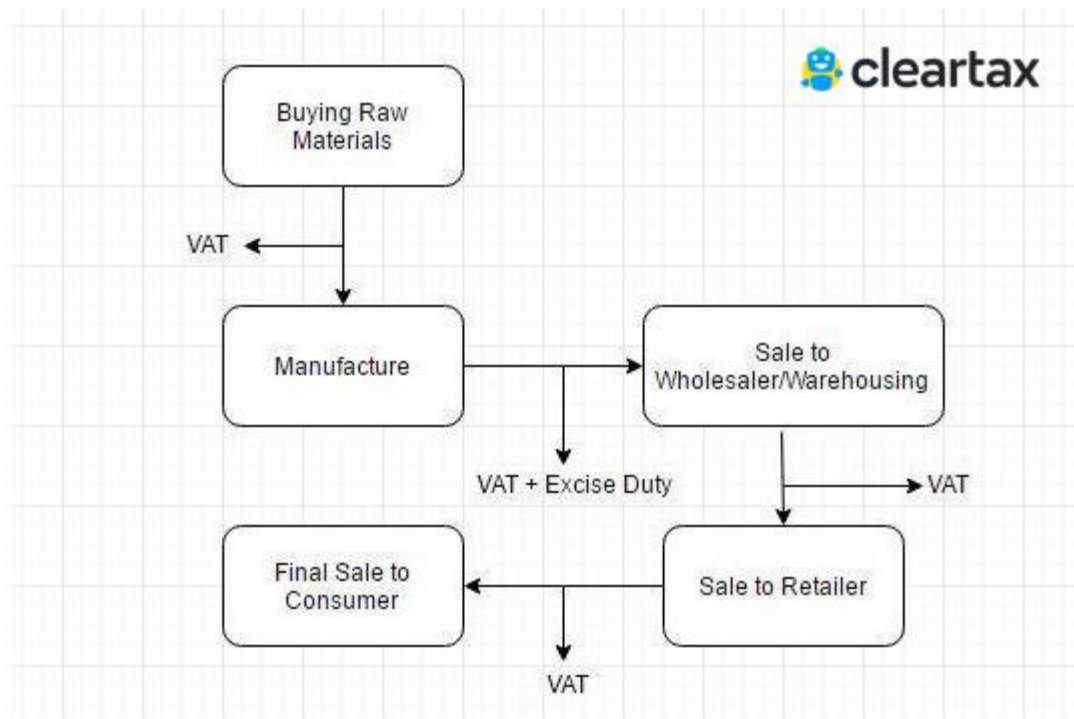 cleartax
Buying Raw
Materials
VAT
Manufacture
Sale to
Wholesaler/Warehousing
VAT + Excise Duty
VAT
Final Sale to
Consumer
Sale to Retailer
VAT